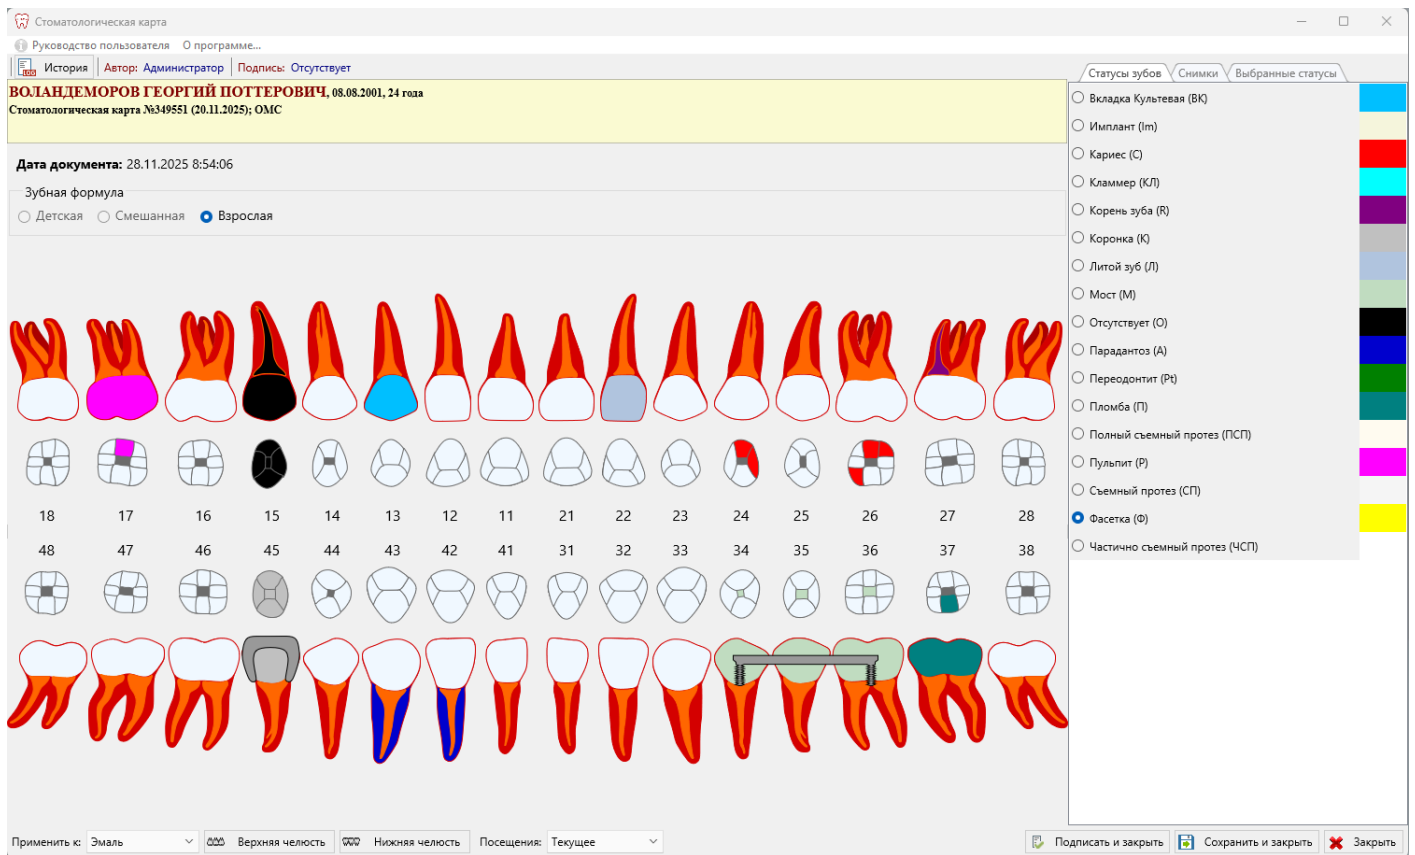 Стоматологическая карта
Руководство пользователя О программе...
LOG История Автор: Администратор Подпись: Отсутствует
ВОЛАНДЕМОРОВ ГЕОРГИЙ ПОТТЕРОВИЧ, 08.08.2001, 24 года
Стоматологическая карта №349551 (20.11.2025); ОМС
Дата документа: 28.11.2025 8:54:06
Зубная формула
Детская Смешанная Взрослая
18 17 16 15 14 13 12 11 21 22 23 24 25 26 27 28
48 47 46 45 44 43 42 41 31 32 33 34 35 36 37 38
Статусы зубов Снимки Выбранные статусы
Вкладка Культевая (ВК)
Имплант (Im)
Кариес (C)
Кламмер (КЛ)
Корень зуба (R)
Коронка (К)
Литой зуб (Л)
Мост (М)
Отсутствует (О)
Парадантоз (А)
Переодонтит (Pt)
Пломба (П)
Полный съемный протез (ПСП)
Пульпит (Р)
Съемный протез (СП)
Фасетка (Ф)
Частично съемный протез (ЧСП)
Применить к: Эмаль Верхняя челюсть Нижняя челюсть Посещения: Текущее Подписать и закрыть Сохранить и закрыть Закрыть